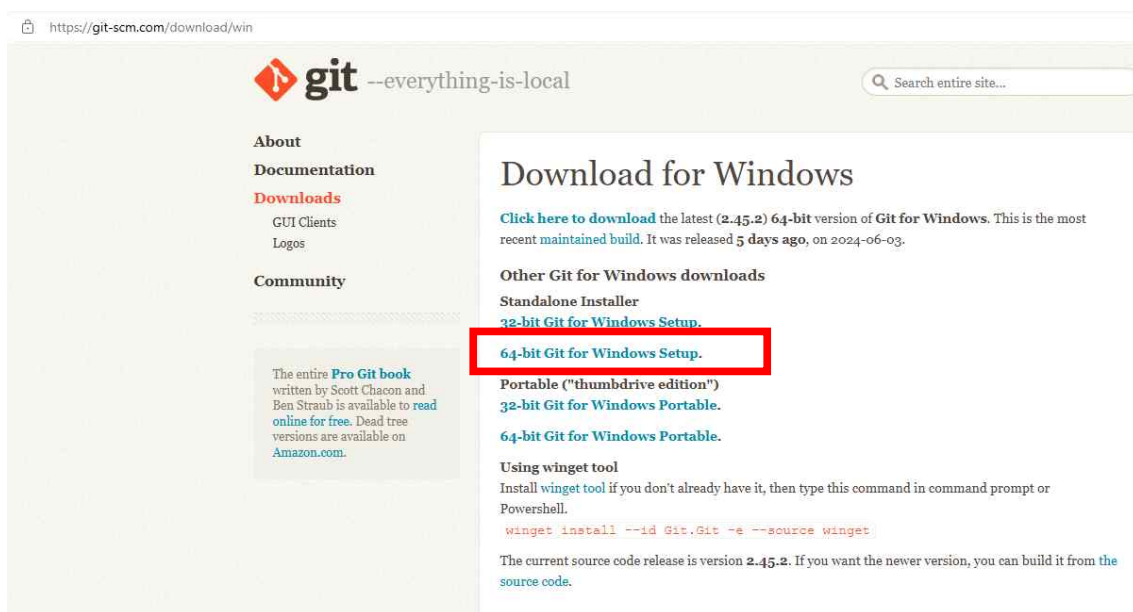 https://git-scm.com/download/win
git --everything-is-local
Search entire site...
About
Documentation
Downloads
GUI Clients
Logos
Community
The entire Pro Git book
written by Scott Chacon and
Ben Straub is available to read
online for free. Dead tree
versions are available on
Amazon.com.
Download for Windows
Click here to download the latest (2.45.2) 64-bit version of Git for Windows. This is the most
recent maintained build. It was released 5 days ago, on 2024-06-03.
Other Git for Windows downloads
Standalone Installer
32-bit Git for Windows Setup.
64-bit Git for Windows Setup.
Portable ("thumbdrive edition")
32-bit Git for Windows Portable.
64-bit Git for Windows Portable.
Using winget tool
Install winget tool if you don't already have it, then type this command in command prompt or
Powershell.
winget install --id Git.Git -e --source winget
The current source code release is version 2.45.2. If you want the newer version, you can build it from the
source code.